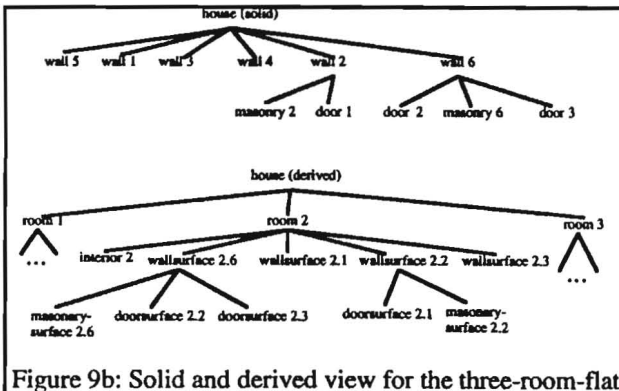 house (solid)
wall 5 wall 1 wall 3 wall 4 wall 2 wall 6
masonry 2 door 1 door 2 masonry 6 door 3
house (derived)
room 1 room 2 room 3
... interior 2 wallsurface 2.6 wallsurface 2.1 wallsurface 2.2 wallsurface 2.3 ...
masonary- doorsurface 2.2 doorsurface 2.3 doorsurface 2.1 masonary-
surface 2.6 surface 2.2
Figure 9b: Solid and derived view for the three-room-flat